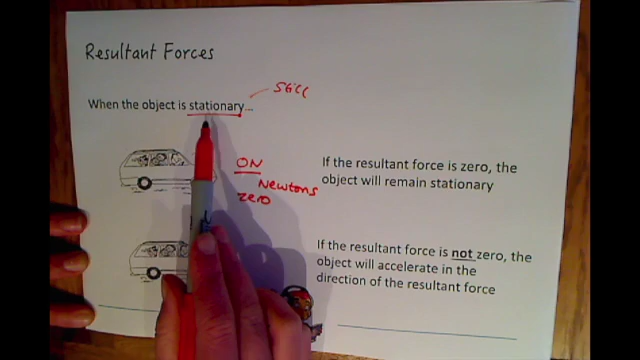 Resultant Forces
When the object is stationary...
still
0N
Newtons
zero
If the resultant force is zero, the
object will remain stationary
If the resultant force is not zero, the
object will accelerate in the
direction of the resultant force